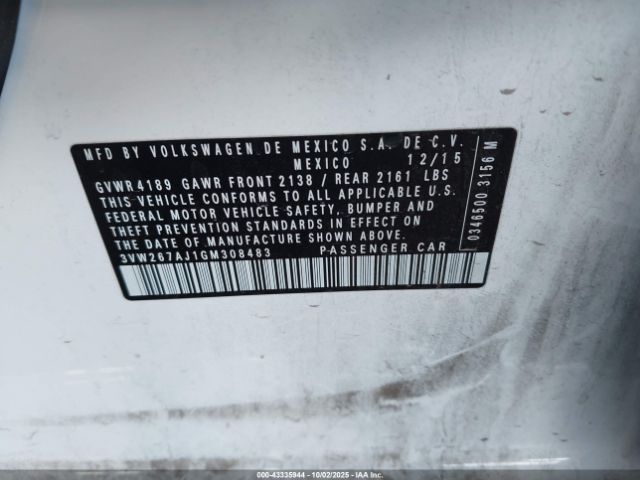 MFD BY VOLKSWAGEN DE MEXICO S.A. DE C.V.
MEXICO 12/15
GVWR 4189 GAWR FRONT 2138 / REAR 2161 LBS
THIS VEHICLE CONFORMS TO ALL APPLICABLE U.S.
FEDERAL MOTOR VEHICLE SAFETY, BUMPER AND
THEFT PREVENTION STANDARDS IN EFFECT ON
THE DATE OF MANUFACTURE SHOWN ABOVE.
3VW267AJ1GM308483 PASSENGER CAR
0346500 3156 M
© 0-43335944 | 10/02/2025 - IAA, Inc.